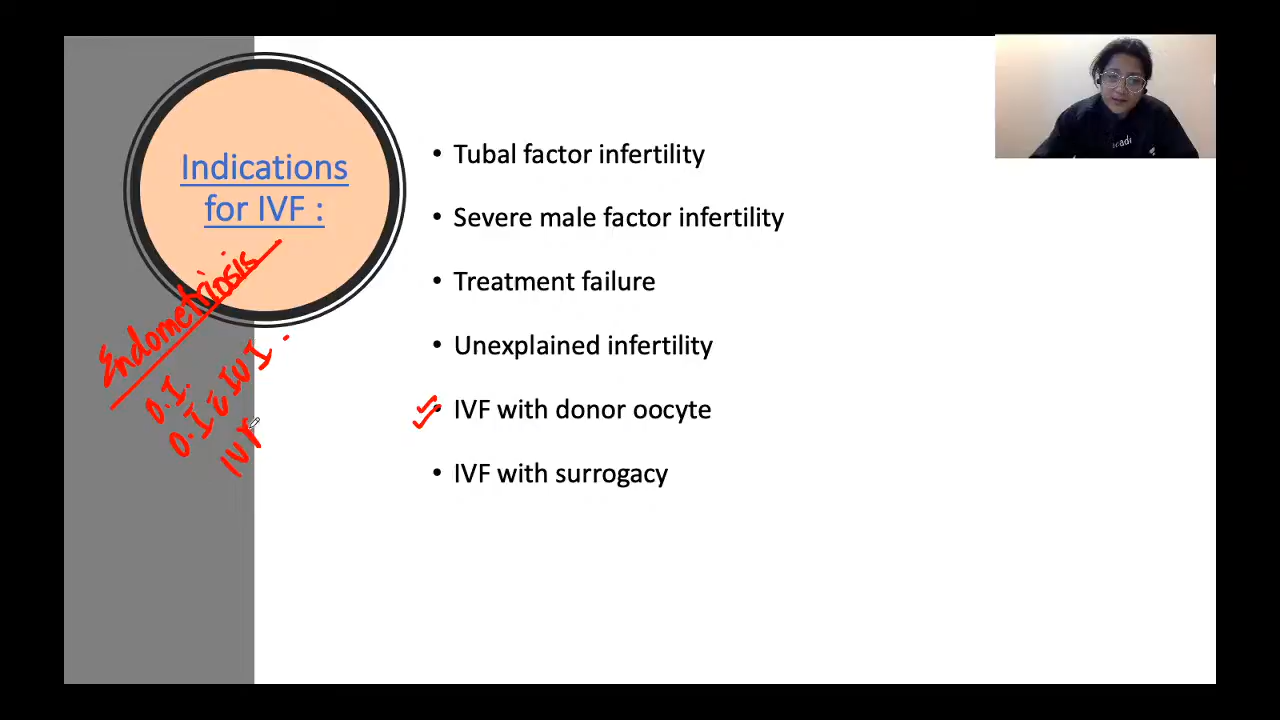 Indications
for IVF :
• Tubal factor infertility
• Severe male factor infertility
• Treatment failure
• Unexplained infertility
• IVF with donor oocyte
• IVF with surrogacy
Endometriosis
O.I.
O.I c̄ IUI.
IVF